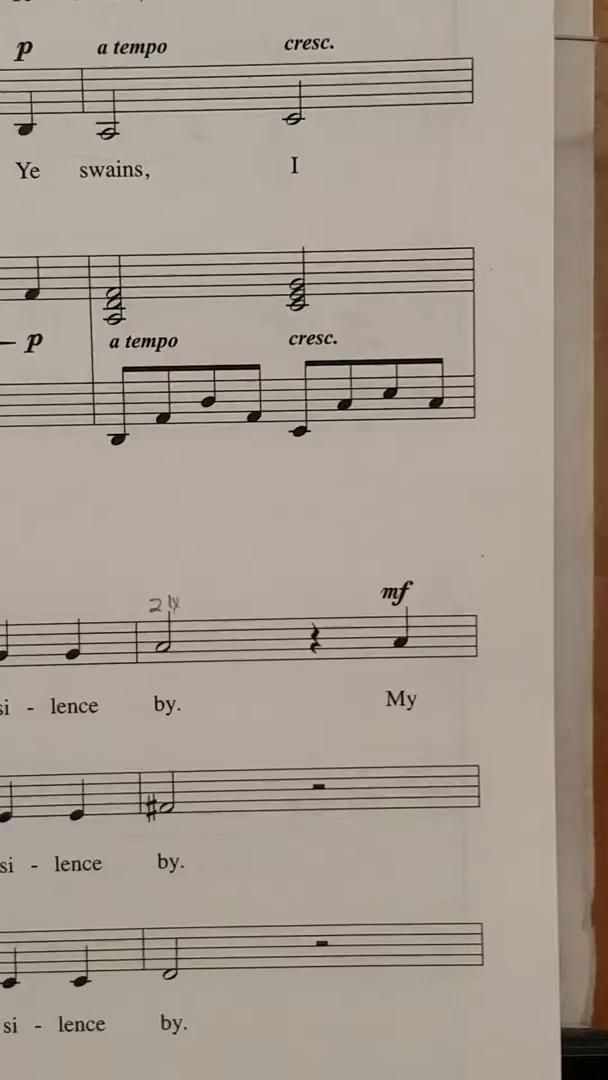 p a tempo cresc.
Ye swains, I
p a tempo cresc.
mf
si - lence by. My
si - lence by.
si - lence by.